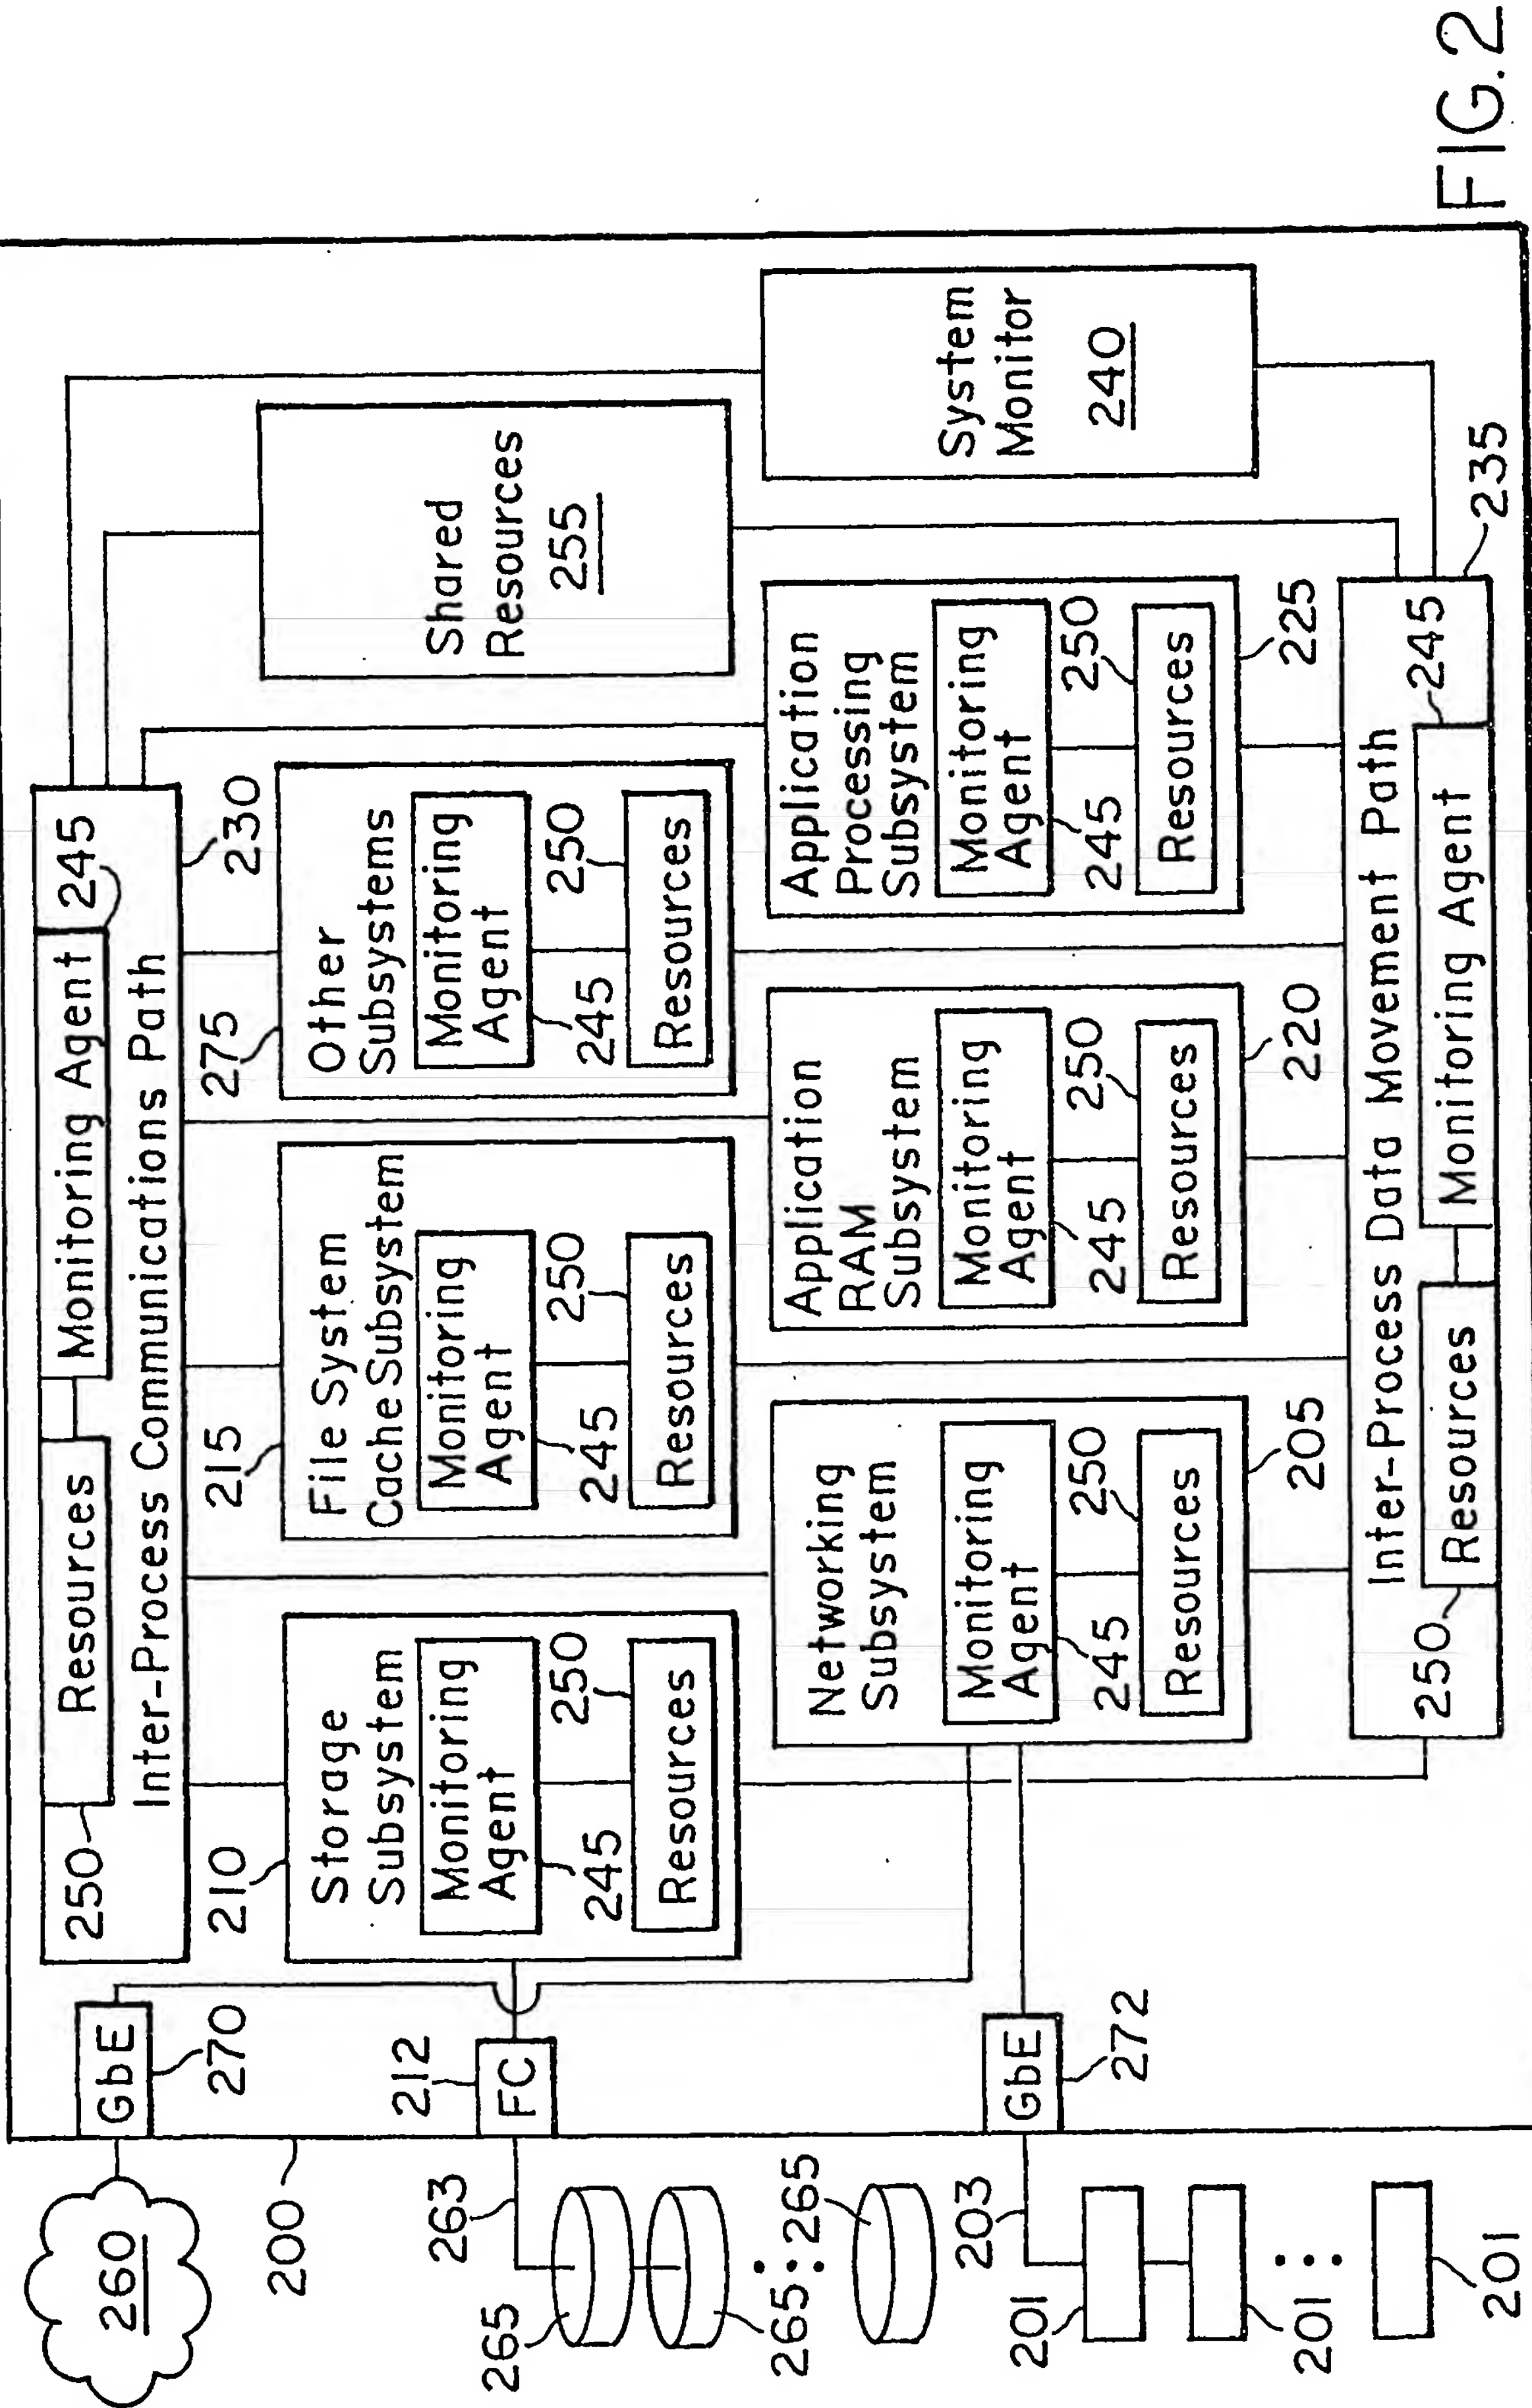 260
GbE
270
200
250
Resources
Monitoring Agent
245
Inter-Process Communications Path
230
210
215
275
Storage
Subsystem
Monitoring
Agent
245
250
Resources
File System
Cache Subsystem
Monitoring
Agent
245
250
Resources
Other
Subsystems
Monitoring
Agent
245
250
Resources
Shared
Resources
255
212
FC
263
265
265
265
Networking
Subsystem
Monitoring
Agent
245
250
Resources
205
Application
RAM
Subsystem
Monitoring
Agent
245
250
Resources
220
Application
Processing
Subsystem
Monitoring
Agent
245
250
Resources
225
System
Monitor
240
203
GbE
272
201
201
201
Inter-Process Data Movement Path
235
250
Resources
Monitoring Agent
245
FIG.2